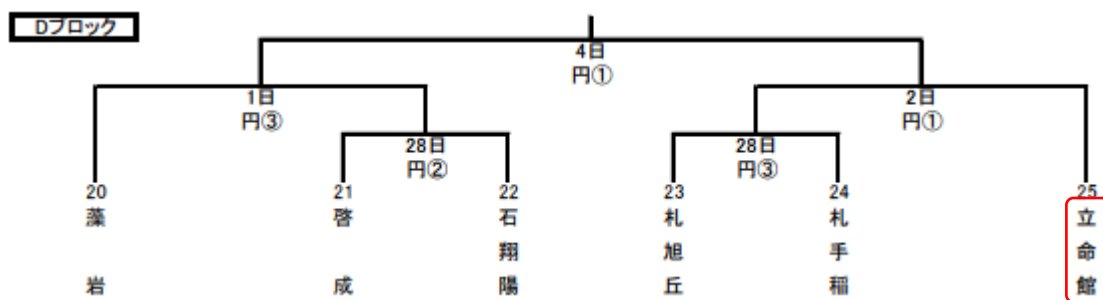 Dブロック
4日
円①
1日
円③
2日
円①
28日
円②
28日
円③
20
藻岩
21
啓成
22
石翔陽
23
札旭丘
24
札手稲
25
立命館